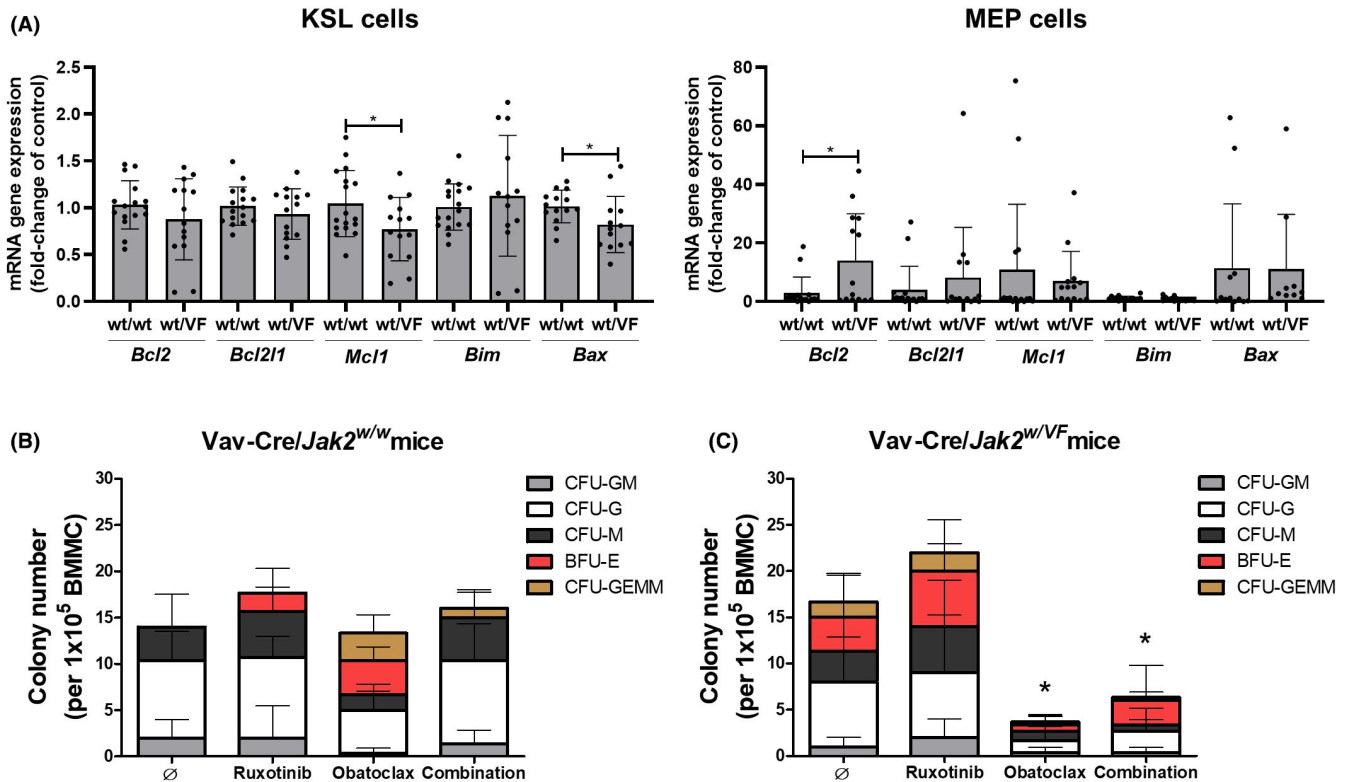 (A)
KSL cells
MEP cells
mRNA gene expression
(fold-change of control)
2.5
2.0
1.5
1.0
0.5
0.0
*
*
wt/wt wt/VF wt/wt wt/VF wt/wt wt/VF wt/wt wt/VF wt/wt wt/VF
Bcl2 Bcl2l1 Mcl1 Bim Bax
mRNA gene expression
(fold-change of control)
80
60
40
20
0
*
wt/wt wt/VF wt/wt wt/VF wt/wt wt/VF wt/wt wt/VF wt/wt wt/VF
Bcl2 Bcl2l1 Mcl1 Bim Bax
(B)
Vav-Cre/Jak2w/w mice
Colony number
(per 1x10⁵ BMMC)
30
25
20
15
10
5
0
∅ Ruxotinib Obatoclax Combination
CFU-GM
CFU-G
CFU-M
BFU-E
CFU-GEMM
(C)
Vav-Cre/Jak2w/VF mice
Colony number
(per 1x10⁵ BMMC)
30
25
20
15
10
5
0
*
*
∅ Ruxotinib Obatoclax Combination
CFU-GM
CFU-G
CFU-M
BFU-E
CFU-GEMM